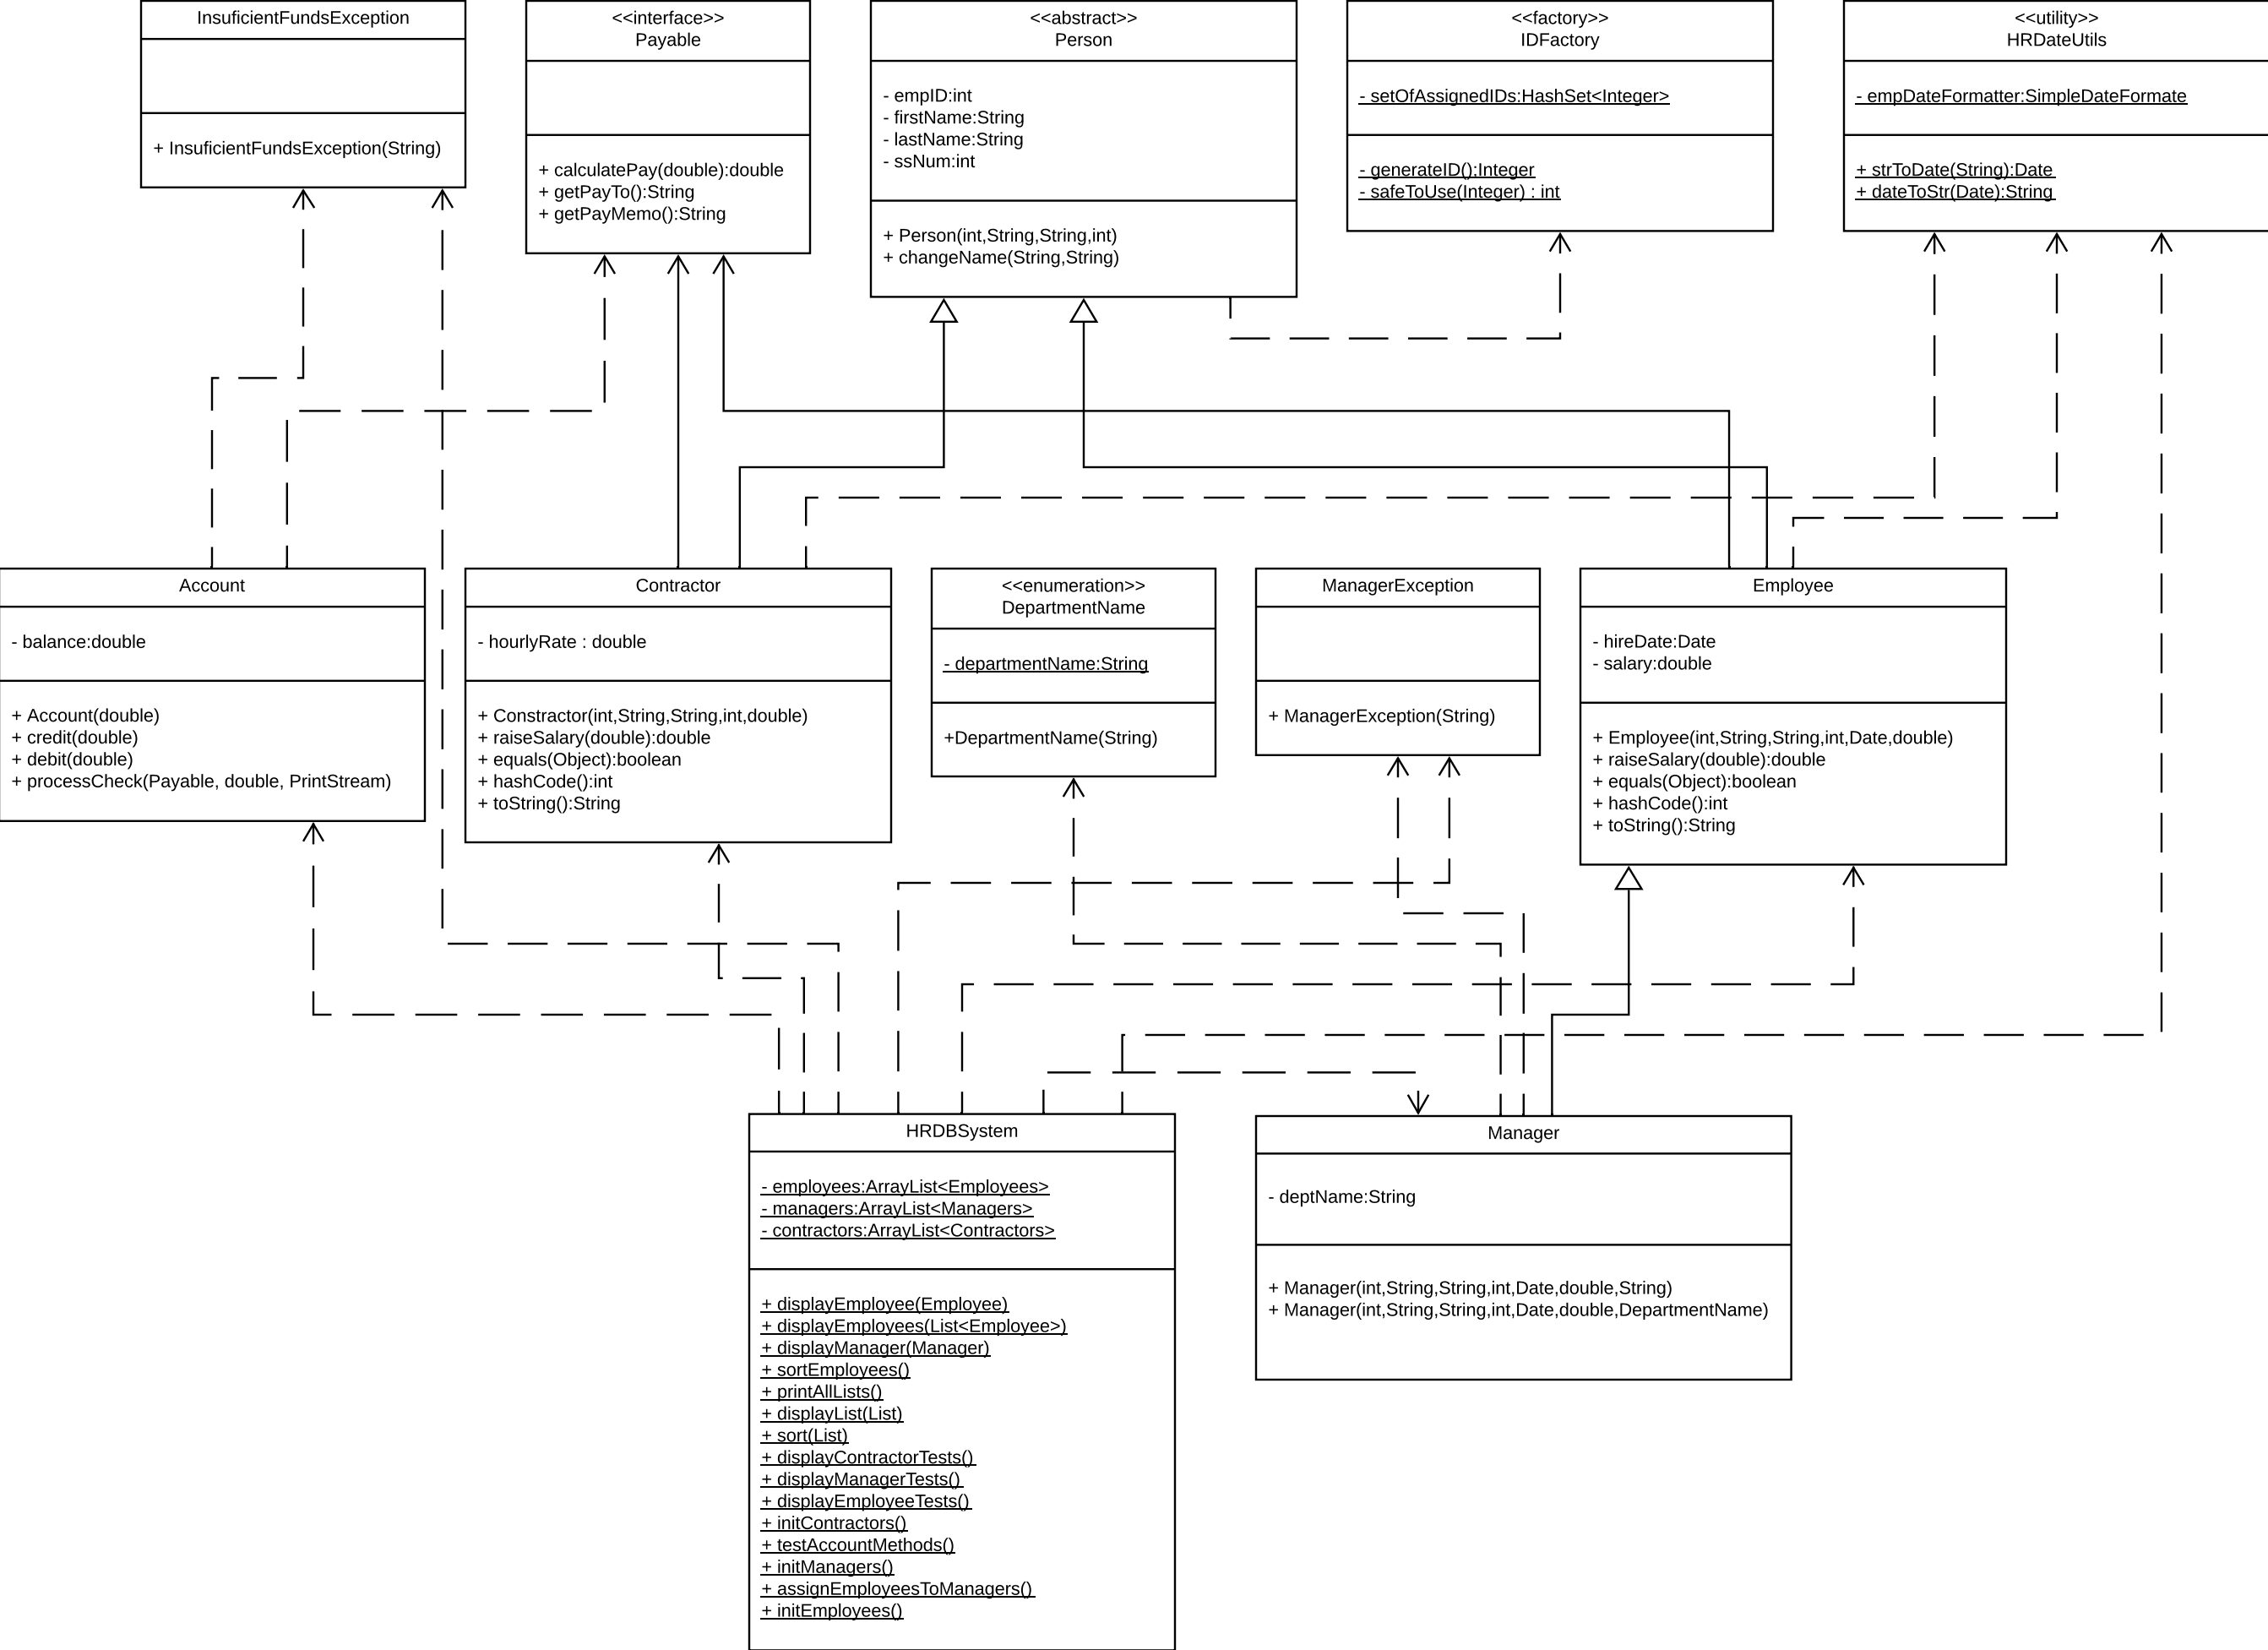 InsuficientFundsException
+ InsuficientFundsException(String)
<<interface>>
Payable
+ calculatePay(double):double
+ getPayTo():String
+ getPayMemo():String
<<abstract>>
Person
- empID:int
- firstName:String
- lastName:String
- ssNum:int
+ Person(int,String,String,int)
+ changeName(String,String)
<<factory>>
IDFactory
- setOfAssignedIDs:HashSet<Integer>
- generateID():Integer
- safeToUse(Integer) : int
<<utility>>
HRDateUtils
- empDateFormatter:SimpleDateFormate
+ strToDate(String):Date
+ dateToStr(Date):String
Account
- balance:double
+ Account(double)
+ credit(double)
+ debit(double)
+ processCheck(Payable, double, PrintStream)
Contractor
- hourlyRate : double
+ Constractor(int,String,String,int,double)
+ raiseSalary(double):double
+ equals(Object):boolean
+ hashCode():int
+ toString():String
<<enumeration>>
DepartmentName
- departmentName:String
+DepartmentName(String)
ManagerException
+ ManagerException(String)
Employee
- hireDate:Date
- salary:double
+ Employee(int,String,String,int,Date,double)
+ raiseSalary(double):double
+ equals(Object):boolean
+ hashCode():int
+ toString():String
HRDBSystem
- employees:ArrayList<Employees>
- managers:ArrayList<Managers>
- contractors:ArrayList<Contractors>
+ displayEmployee(Employee)
+ displayEmployees(List<Employee>)
+ displayManager(Manager)
+ sortEmployees()
+ printAllLists()
+ displayList(List)
+ sort(List)
+ displayContractorTests()
+ displayManagerTests()
+ displayEmployeeTests()
+ initContractors()
+ testAccountMethods()
+ initManagers()
+ assignEmployeesToManagers()
+ initEmployees()
Manager
- deptName:String
+ Manager(int,String,String,int,Date,double,String)
+ Manager(int,String,String,int,Date,double,DepartmentName)